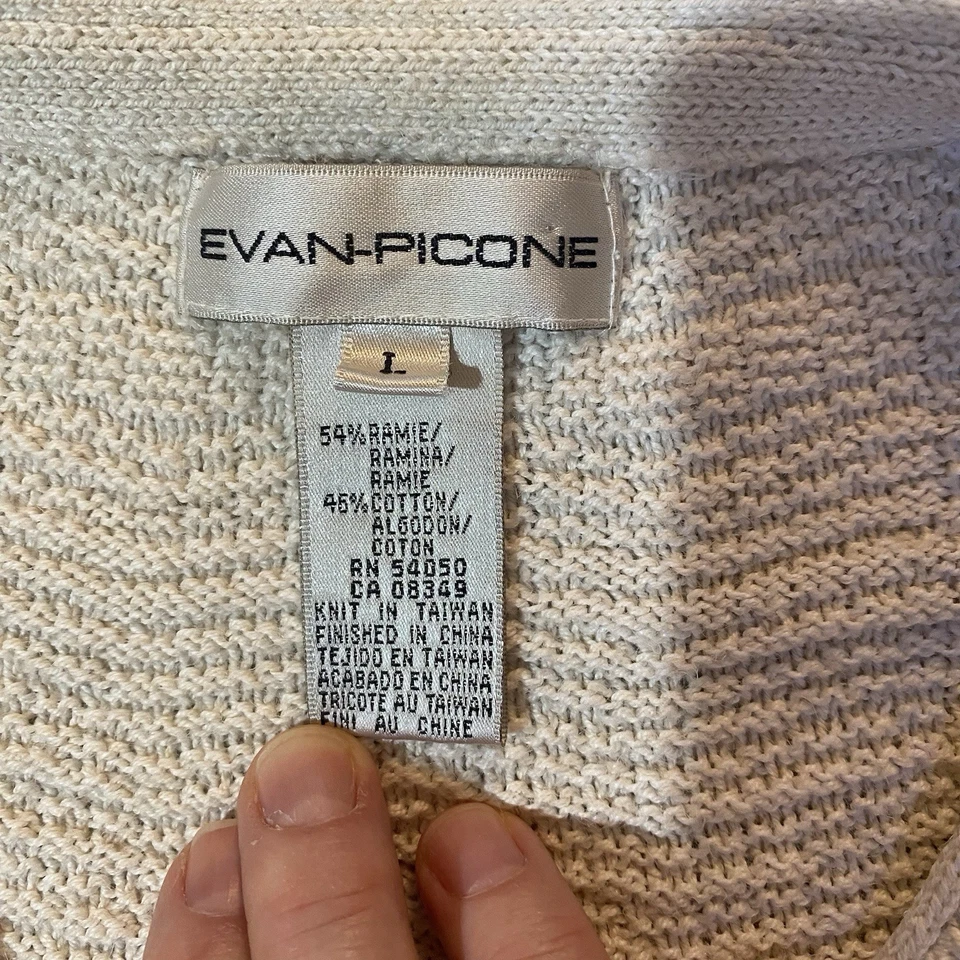 EVAN-PICONE
L
54% RAMIE/
RAMINA/
RAMIE
46% COTTON/
ALGODON/
COTON
RN 54050
CA 08349
KNIT IN TAIWAN
FINISHED IN CHINA
TEJIDO EN TAIWAN
ACABADO EN CHINA
TRICOTE AU TAIWAN
FINI AU CHINE